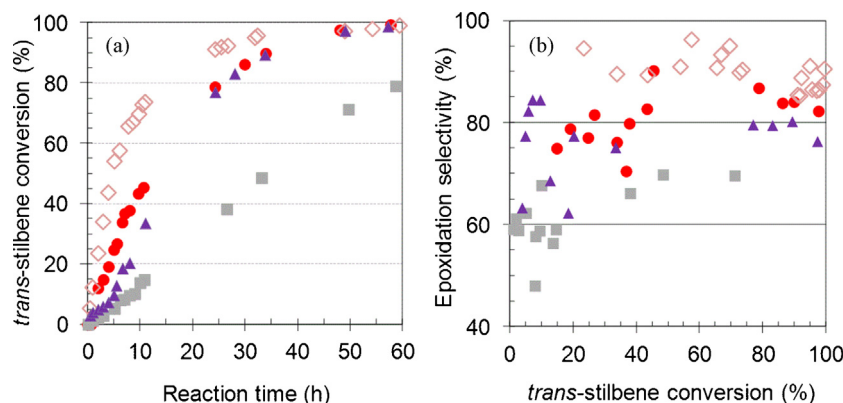 (a)
trans-stilbene conversion (%)
100
80
60
40
20
0
0 10 20 30 40 50 60
Reaction time (h)
(b)
Epoxidation selectivity (%)
100
80
60
40
0 20 40 60 80 100
trans-stilbene conversion (%)